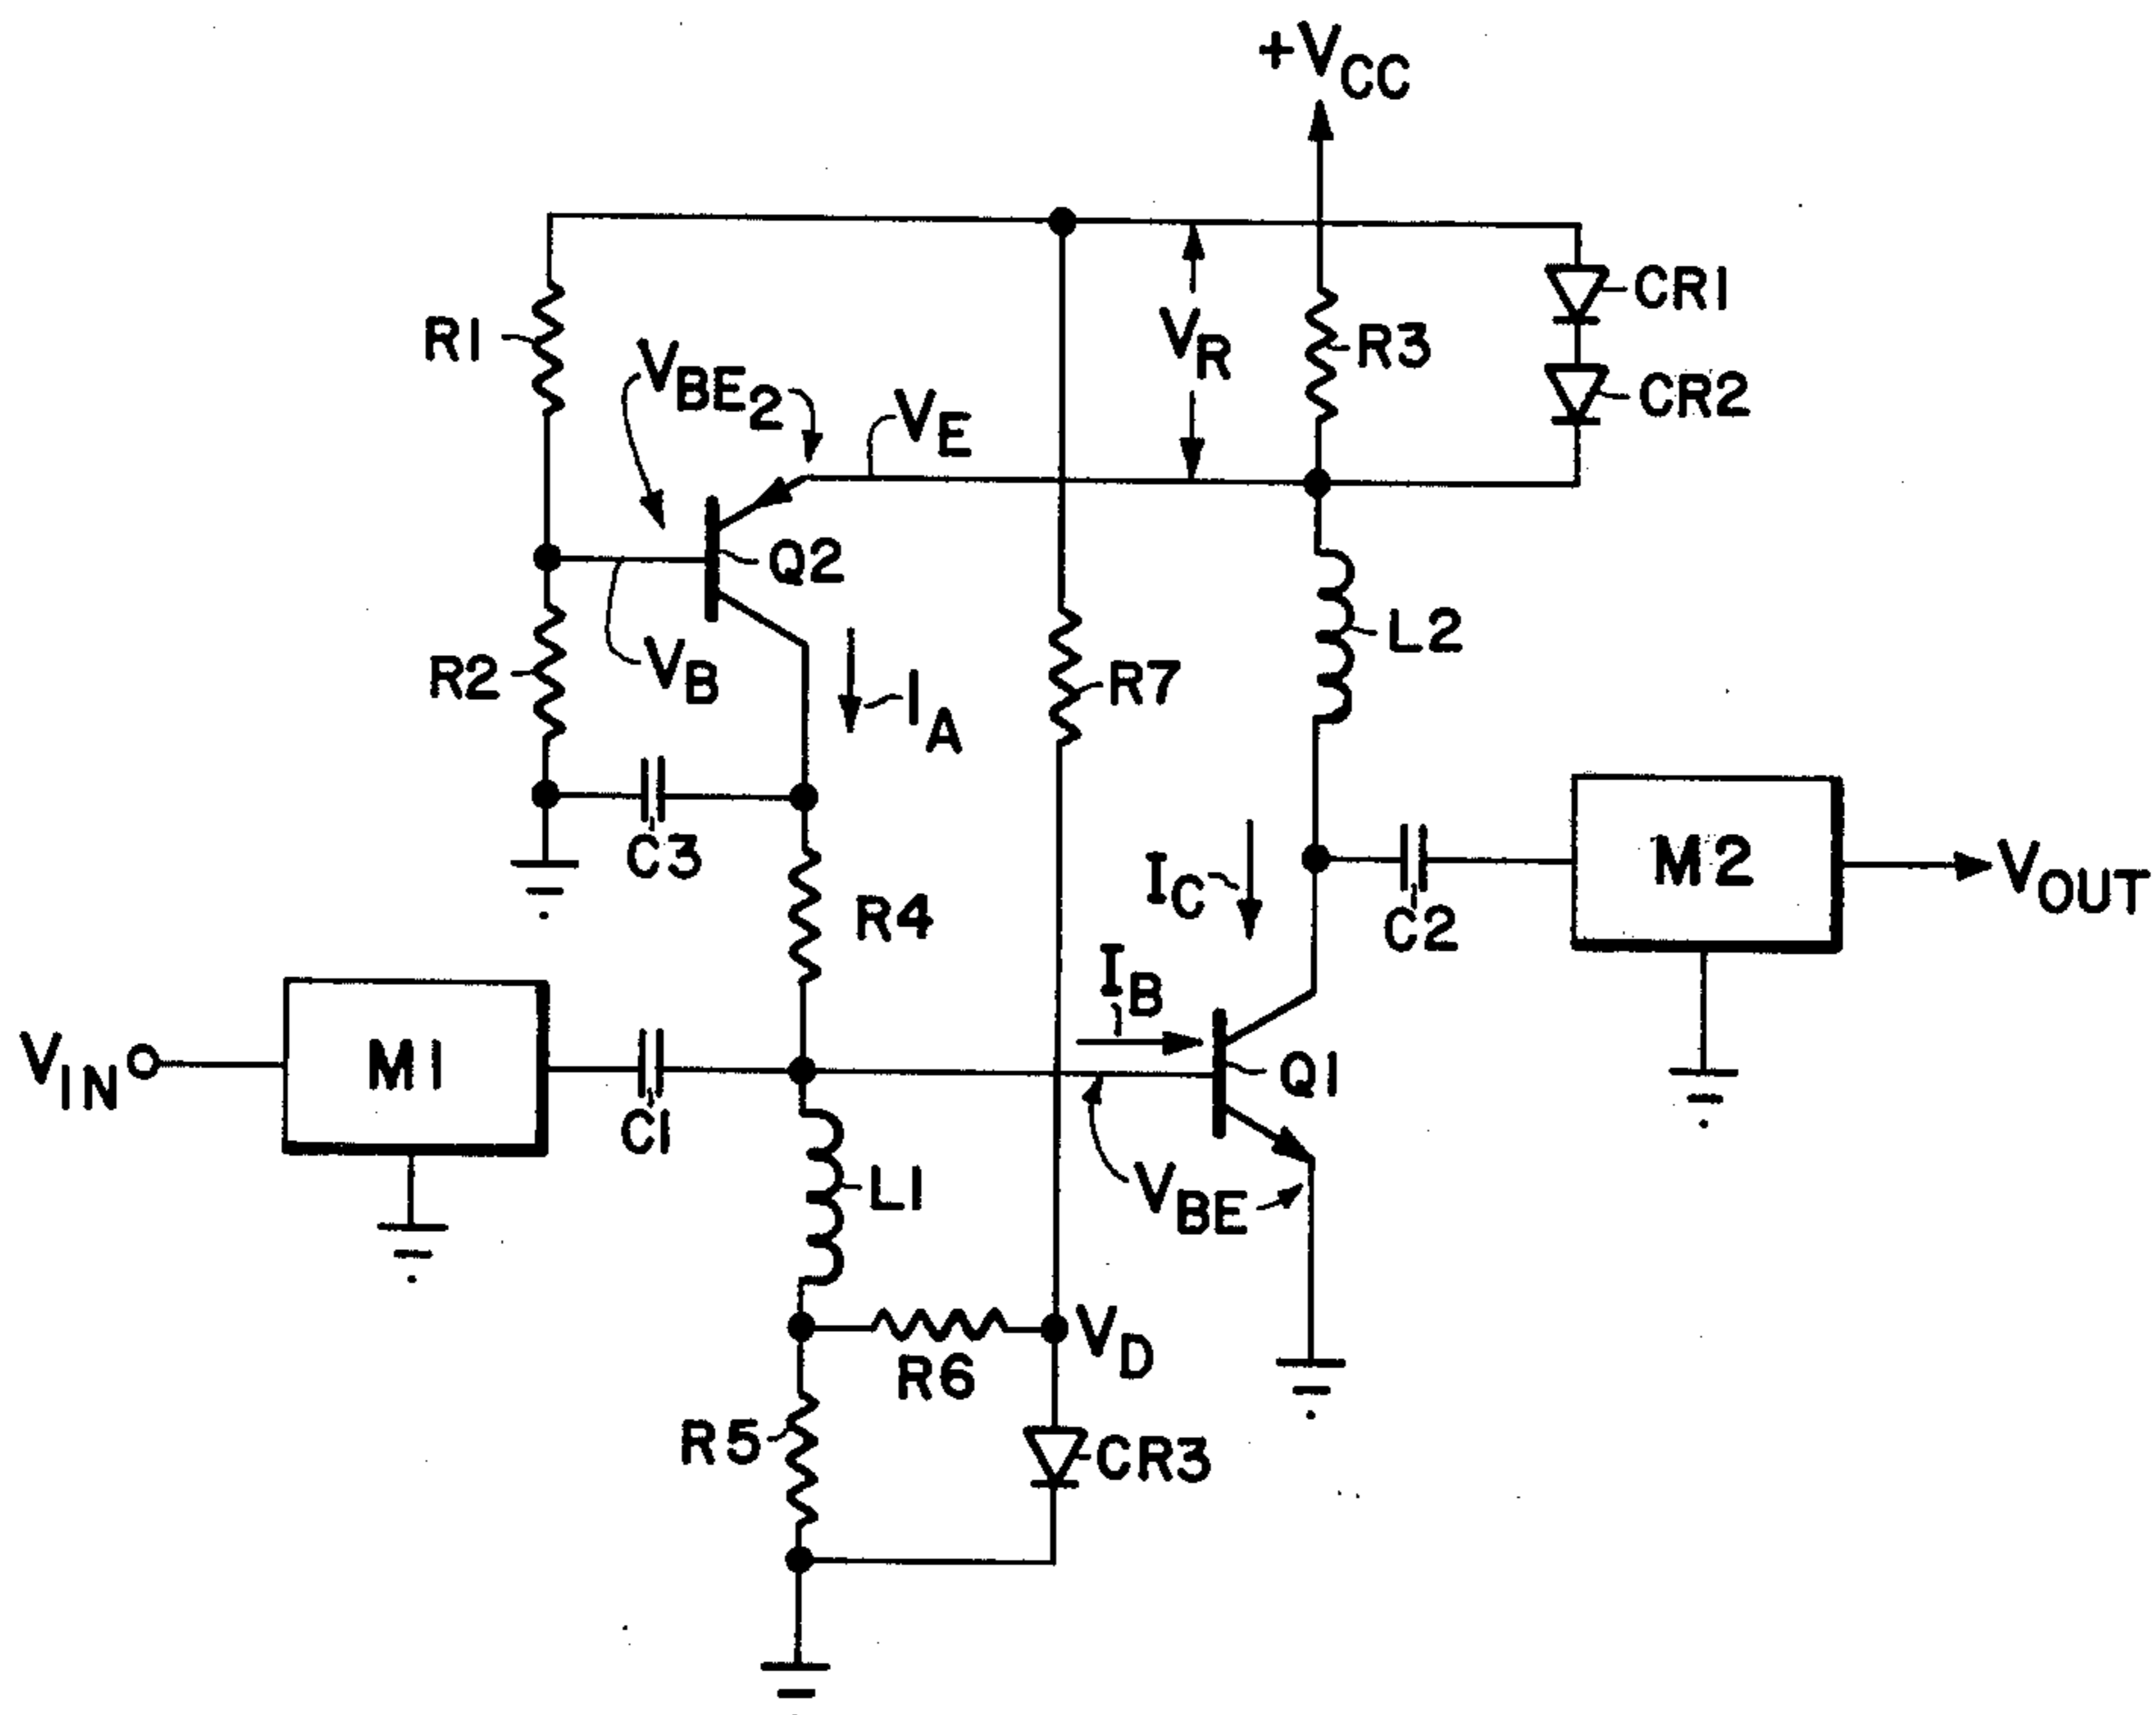 +VCC
R1
VBE2
VE
VR
R3
CR1
CR2
Q2
R2
VB
IA
R7
L2
C3
R4
IC
C2
M2
VOUT
IB
VIN
M1
C1
Q1
L1
VBE
R6
VD
R5
CR3